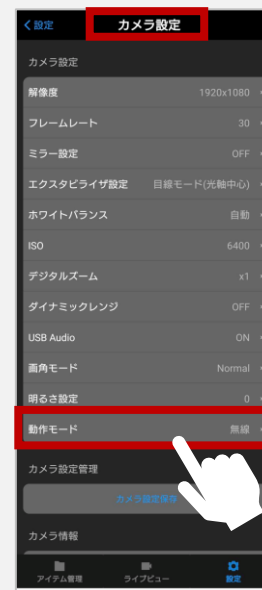 設定 カメラ設定
カメラ設定
解像度 1920x1080
フレームレート 30
ミラー設定 OFF
エクスタビライザ設定 目線モード(光軸中心)
ホワイトバランス 自動
ISO 6400
デジタルズーム x1
ダイナミックレンジ OFF
USB Audio ON
画角モード Normal
明るさ設定 0
動作モード 無線
カメラ設定管理
カメラ設定保存
カメラ情報
アイテム管理 ライブビュー 設定